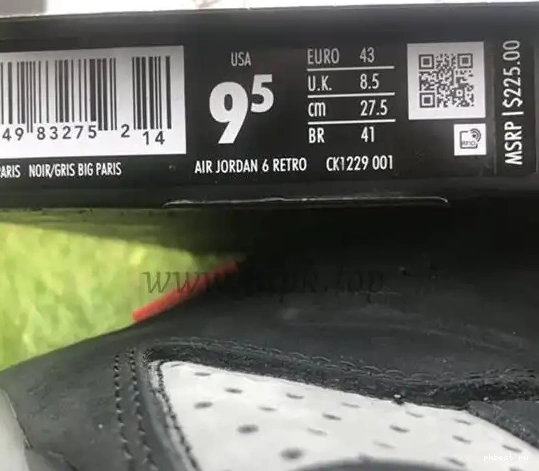 USA
9 5
EURO 43
U.K. 8.5
cm 27.5
BR 41
MSRP | $225.00
49 83275 2 14
PARIS NOIR/GRIS BIG PARIS
AIR JORDAN 6 RETRO CK1229 001